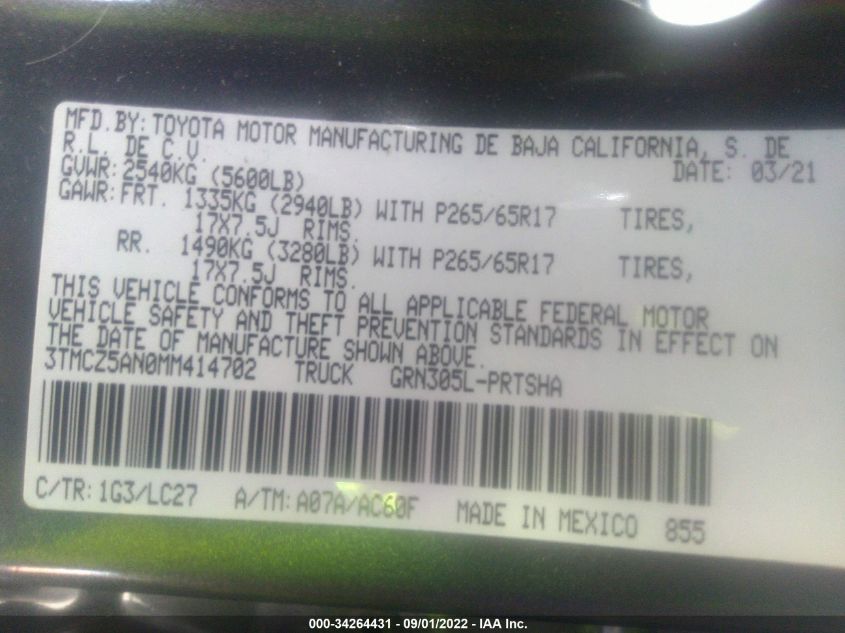 MFD.BY: TOYOTA MOTOR MANUFACTURING DE BAJA CALIFORNIA, S. DE
R.L. DE C.V. DATE: 03/21
GVWR: 2540KG (5600LB)
GAWR: FRT. 1335KG (2940LB) WITH P265/65R17 TIRES,
17X7.5J RIMS.
RR. 1490KG (3280LB) WITH P265/65R17 TIRES,
17X7.5J RIMS.
THIS VEHICLE CONFORMS TO ALL APPLICABLE FEDERAL MOTOR
VEHICLE SAFETY AND THEFT PREVENTION STANDARDS IN EFFECT ON
THE DATE OF MANUFACTURE SHOWN ABOVE.
3TMCZ5AN0MM414702 TRUCK GRN305L-PRTSHA
C/TR: 1G3/LC27 A/TM: A07A/AC60F MADE IN MEXICO 855
000-34264431 - 09/01/2022 - IAA Inc.